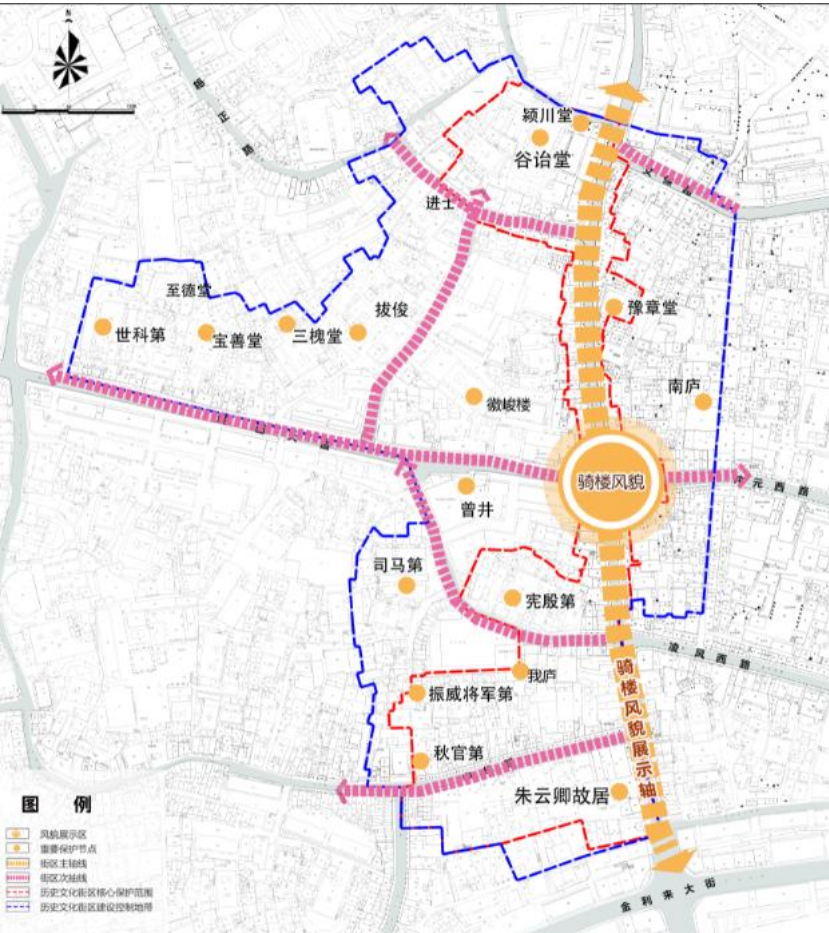 N
颍川堂
谷诒堂
进士
至德堂
拔俊
豫章堂
世科第
宝善堂
三槐堂
南庐
徽峻楼
骑楼风貌
元西路
曾井
司马第
宪殷第
凌风西路
我庐
振威将军第
骑楼风貌展示轴
秋官第
朱云卿故居
金利来大街
图 例
风貌展示区
重要保护节点
街区主轴线
街区次轴线
历史文化街区核心保护范围
历史文化街区建设控制地带